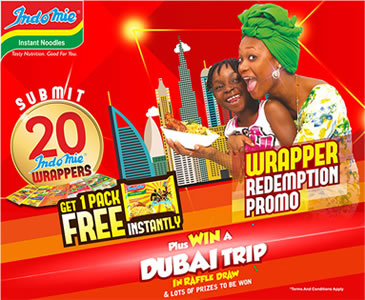 Indomie
Instant Noodles
Tasty Nutrition. Good For You.
SUBMIT
20
Indomie
WRAPPERS
GET 1 PACK
FREE INSTANTLY
WRAPPER
REDEMPTION
PROMO
Plus WIN A
DUBAI TRIP
IN RAFFLE DRAW
& LOTS OF PRIZES TO BE WON
*Terms And Conditions Apply